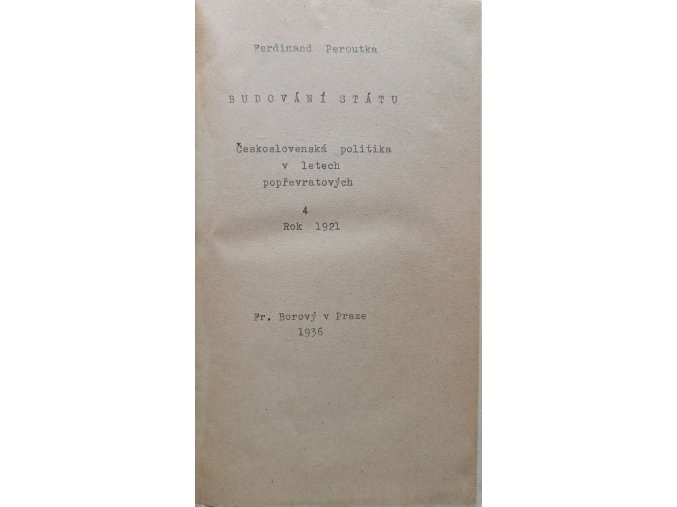 Ferdinand Peroutka
BUDOVÁNÍ STÁTU
Československá politika
v letech
popřevratových
4
Rok 1921
Fr. Borový v Praze
1936